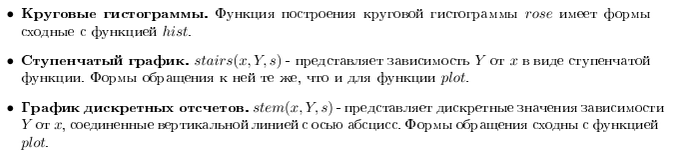 • Круговые гистограммы. Функция построения круговой гистограммы rose имеет формы
сходные с функцией hist.
• Ступенчатый график. stairs(x, Y, s) - представляет зависимость Y от x в виде ступенчатой
функции. Формы обращения к ней те же, что и для функции plot.
• График дискретных отсчетов. stem(x, Y, s) - представляет дискретные значения зависимости
Y от x, соединенные вертикальной линией с осью абсцисс. Формы обращения сходны с функцией
plot.